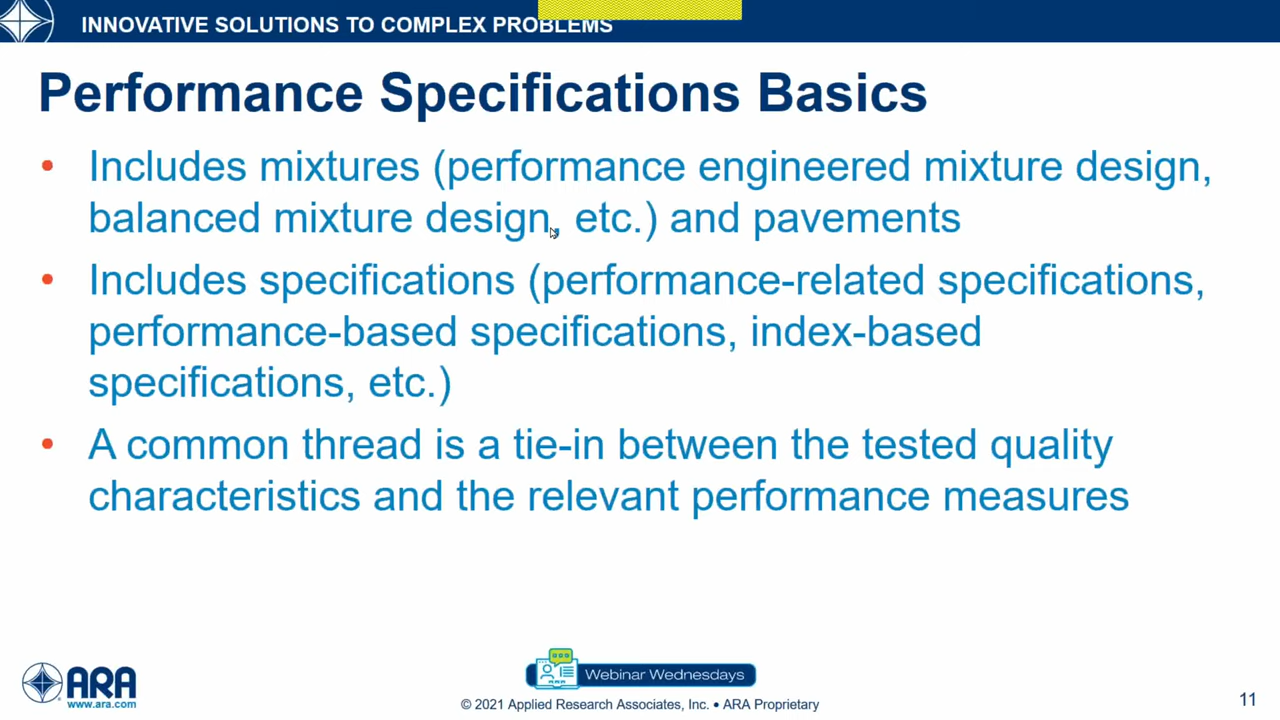 INNOVATIVE SOLUTIONS TO COMPLEX PROBLEMS
Performance Specifications Basics
• Includes mixtures (performance engineered mixture design,
balanced mixture design, etc.) and pavements
• Includes specifications (performance-related specifications,
performance-based specifications, index-based
specifications, etc.)
• A common thread is a tie-in between the tested quality
characteristics and the relevant performance measures
ARA
www.ara.com
Webinar Wednesdays
© 2021 Applied Research Associates, Inc. • ARA Proprietary
11